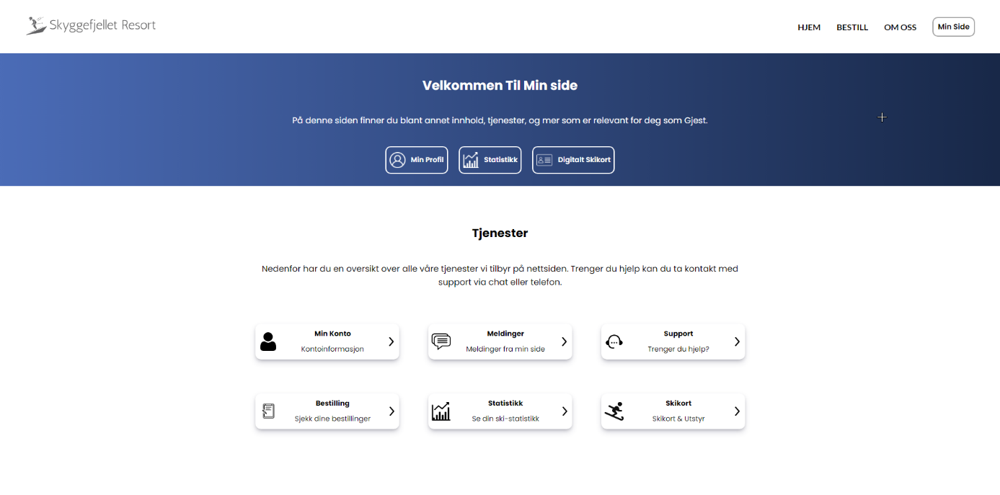 Skyggefjellet Resort
HJEM
BESTILL
OM OSS
Min Side
Velkommen Til Min side
På denne siden finner du blant annet innhold, tjenester, og mer som er relevant for deg som Gjest.
Min Profil
Statistikk
Digitalt Skikort
Tjenester
Nedenfor har du en oversikt over alle våre tjenester vi tilbyr på nettsiden. Trenger du hjelp kan du ta kontakt med
support via chat eller telefon.
Min Konto
Kontoinformasjon
Meldinger
Meldinger fra min side
Support
Trenger du hjelp?
Bestilling
Sjekk dine bestillinger
Statistikk
Se din ski-statistikk
Skikort
Skikort & Utstyr